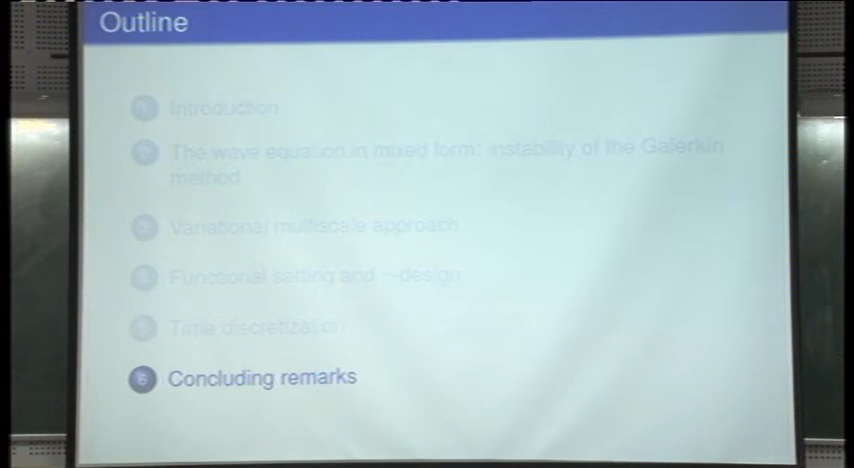 Outline
1 Introduction
2 The wave equation in mixed form: instability of the Galerkin
method
3 Variational multiscale approach
4 Functional setting and -design
5 Time discretization
6 Concluding remarks